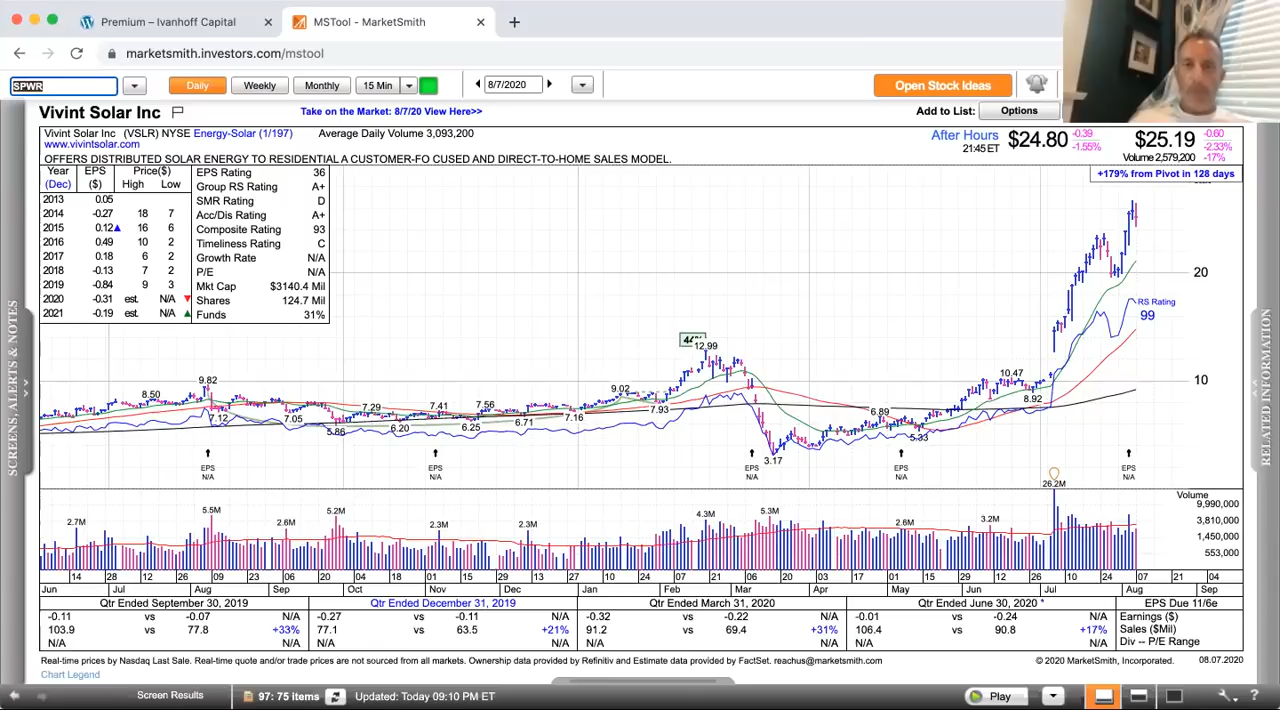 Premium – Ivanhoff Capital
MSTool - MarketSmith
marketsmith.investors.com/mstool
SPWR
Daily
Weekly
Monthly
15 Min
8/7/2020
Open Stock Ideas
Vivint Solar Inc
Take on the Market: 8/7/20 View Here>>
Add to List:
Options
Vivint Solar Inc (VSLR) NYSE Energy-Solar (1/197) Average Daily Volume 3,093,200
www.vivintsolar.com
After Hours
21:45 ET
$24.80 -0.39 -1.55%
$25.19 -0.60 -2.33%
Volume 2,579,200 -17%
OFFERS DISTRIBUTED SOLAR ENERGY TO RESIDENTIAL A CUSTOMER-FO CUSED AND DIRECT-TO-HOME SALES MODEL.
+179% from Pivot in 128 days
Year EPS Price($)
(Dec) ($) High Low
2013 0.05
2014 -0.27 18 7
2015 0.12 16 6
2016 0.49 10 2
2017 0.18 6 2
2018 -0.13 7 2
2019 -0.84 9 3
2020 -0.31 est. N/A
2021 -0.19 est. N/A
EPS Rating 36
Group RS Rating A+
SMR Rating D
Acc/Dis Rating A+
Composite Rating 93
Timeliness Rating C
Growth Rate N/A
P/E N/A
Mkt Cap $3140.4 Mil
Shares 124.7 Mil
Funds 31%
20
RS Rating
99
10
8.50
9.82
7.12
7.05
5.86
7.29
6.20
7.41
6.25
7.56
6.71
7.16
9.02
7.93
12.99
3.17
6.89
5.33
10.47
8.92
EPS N/A
EPS N/A
EPS N/A
EPS N/A
EPS N/A
26.2M
Volume
9,990,000
3,810,000
1,450,000
553,000
2.7M
5.5M
2.6M
5.2M
2.3M
2.3M
4.3M
5.3M
2.6M
3.2M
14 28 12 26 09 23 06 20 04 18 01 15 29 13 27 10 24 07 21 06 20 03 17 01 15 29 12 26 10 24 07 21 04
Jun Jul Aug Sep Oct Nov Dec Jan Feb Mar Apr May Jun Jul Aug Sep
Qtr Ended September 30, 2019
Qtr Ended December 31, 2019
Qtr Ended March 31, 2020
Qtr Ended June 30, 2020 *
EPS Due 11/6e
-0.11 vs -0.07 N/A -0.27 vs -0.11 N/A -0.32 vs -0.22 N/A -0.01 vs -0.24 N/A Earnings ($)
103.9 vs 77.8 +33% 77.1 vs 63.5 +21% 91.2 vs 69.4 +31% 106.4 vs 90.8 +17% Sales ($Mil)
N/A N/A N/A N/A N/A N/A N/A N/A Div -- P/E Range
Real-time prices by Nasdaq Last Sale. Real-time quote and/or trade prices are not sourced from all markets. Ownership data provided by Refinitiv and Estimate data provided by FactSet. reachus@marketsmith.com
© 2020 MarketSmith, Incorporated.
08.07.2020
Chart Legend
Screen Results
97: 75 items
Updated: Today 09:10 PM ET
Play
?
SCREENS, ALERTS & NOTES
RELATED INFORMATION